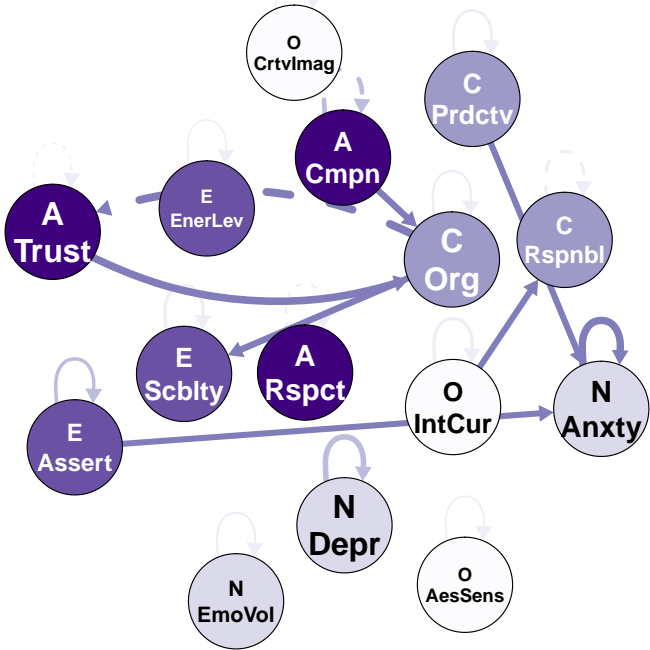 O
CrtvImag
C
Prdctv
A
Cmpn
E
EnerLev
A
Trust
C
Rspnbl
C
Org
E
Scblty
A
Rspct
O
IntCur
N
Anxty
E
Assert
N
Depr
N
EmoVol
O
AesSens